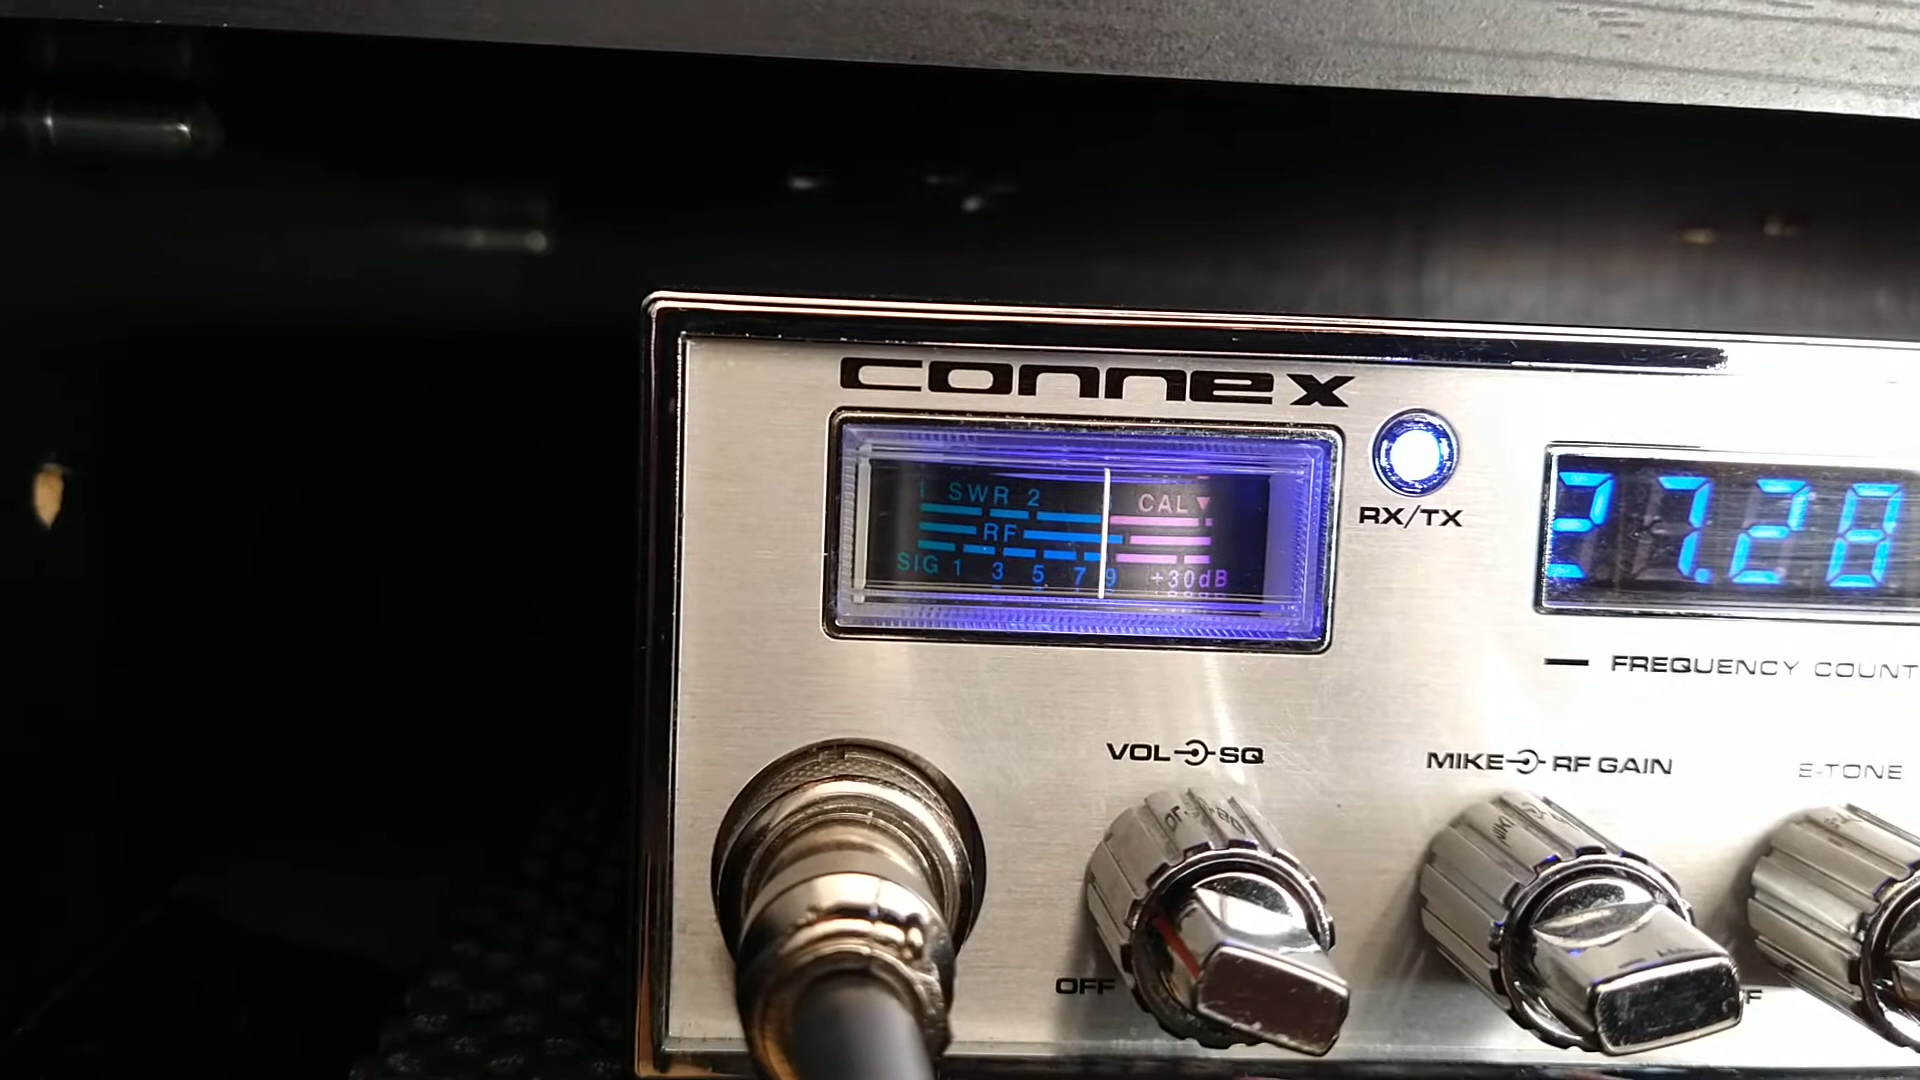 connex
1 SWR 2
CAL
RF
SIG 1 3 5 7 9 +30dB
RX/TX
27.28
FREQUENCY COUNT
VOL SQ
MIKE RF GAIN
E-TONE
OFF